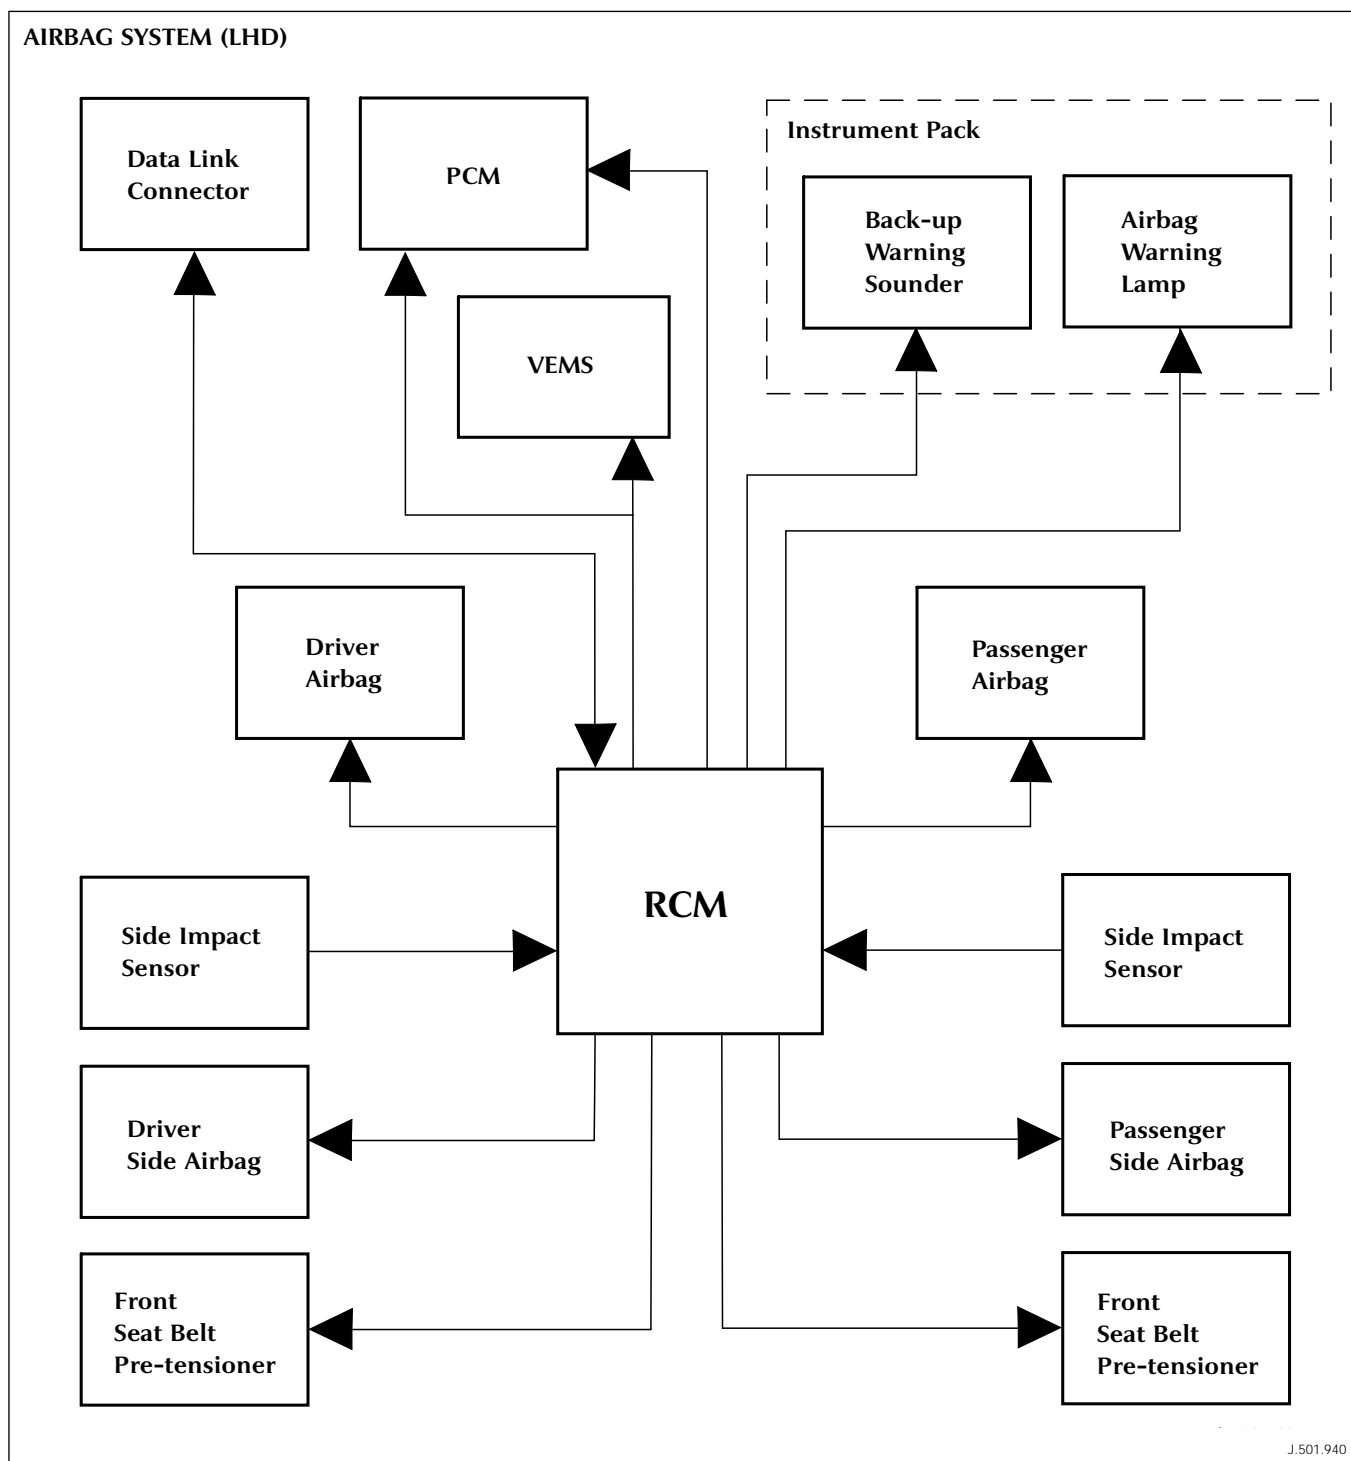 AIRBAG SYSTEM (LHD)
Data Link
Connector
PCM
Instrument Pack
Back-up
Warning
Sounder
Airbag
Warning
Lamp
VEMS
Driver
Airbag
Passenger
Airbag
RCM
Side Impact
Sensor
Side Impact
Sensor
Driver
Side Airbag
Passenger
Side Airbag
Front
Seat Belt
Pre-tensioner
Front
Seat Belt
Pre-tensioner
J.501.940